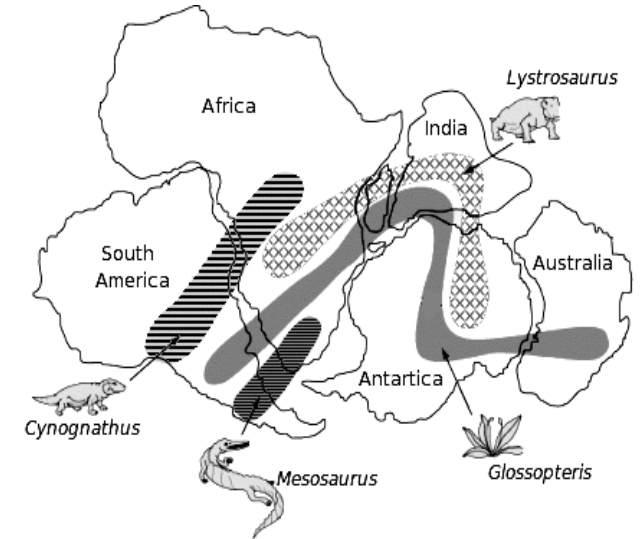 Lystrosaurus
Africa
India
South
America
Australia
Antartica
Cynognathus
Mesosaurus
Glossopteris